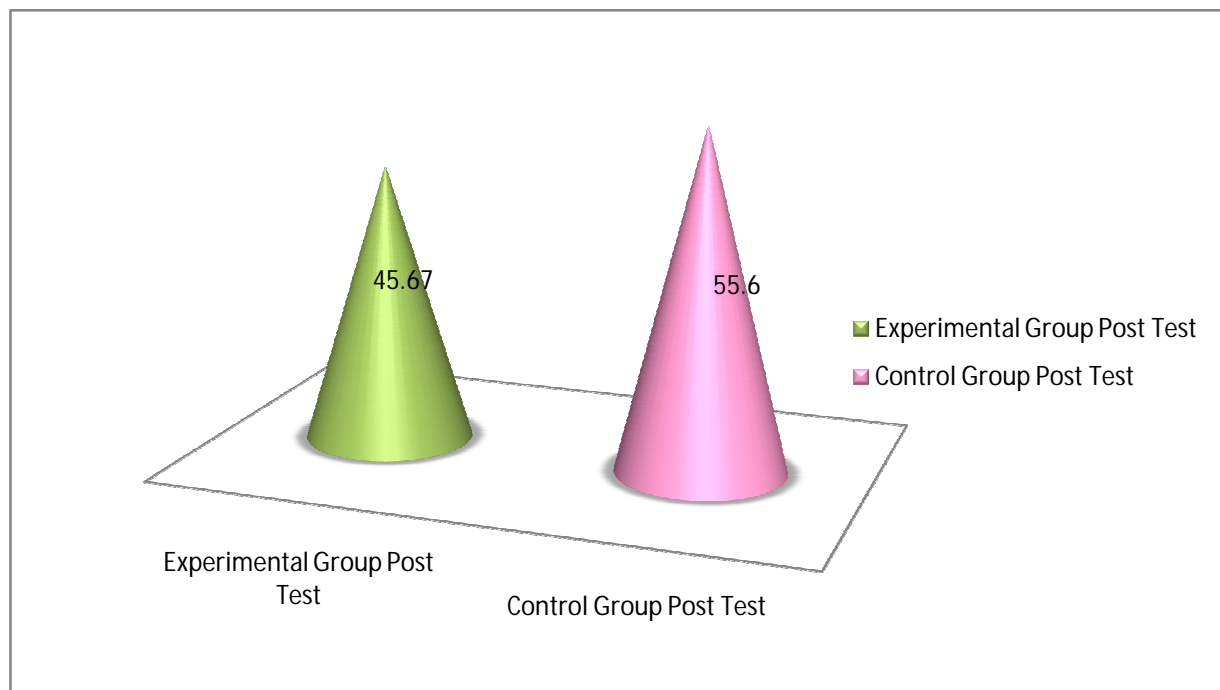 45.67
55.6
Experimental Group Post Test
Control Group Post Test
Experimental Group Post
Test
Control Group Post Test